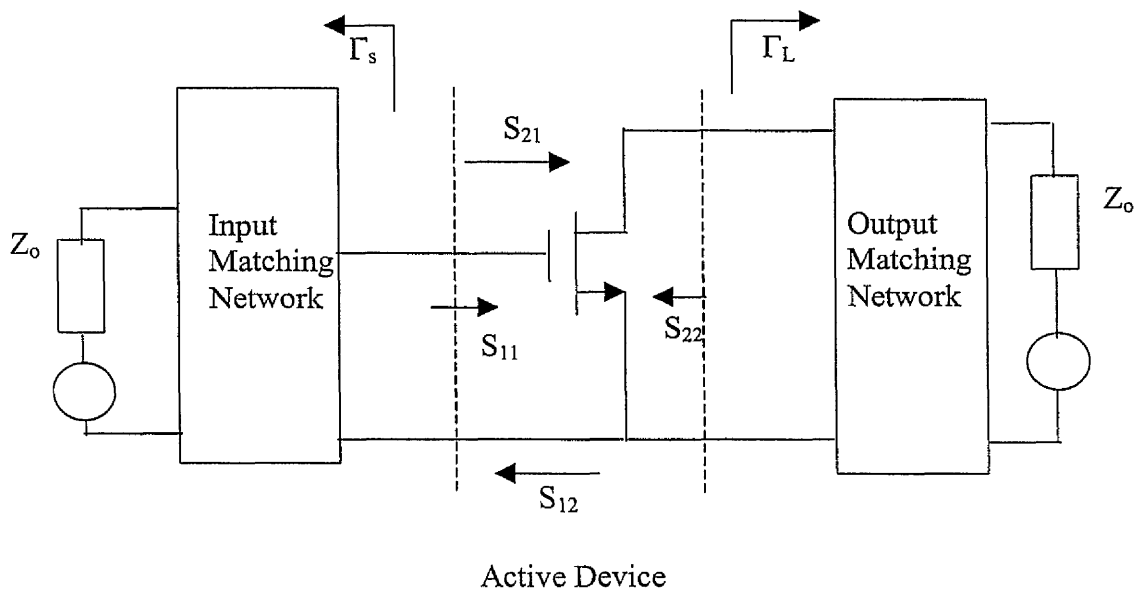 Γs
ΓL
S21
Zo
Input
Matching
Network
Output
Matching
Network
Zo
S11
S22
S12
Active Device